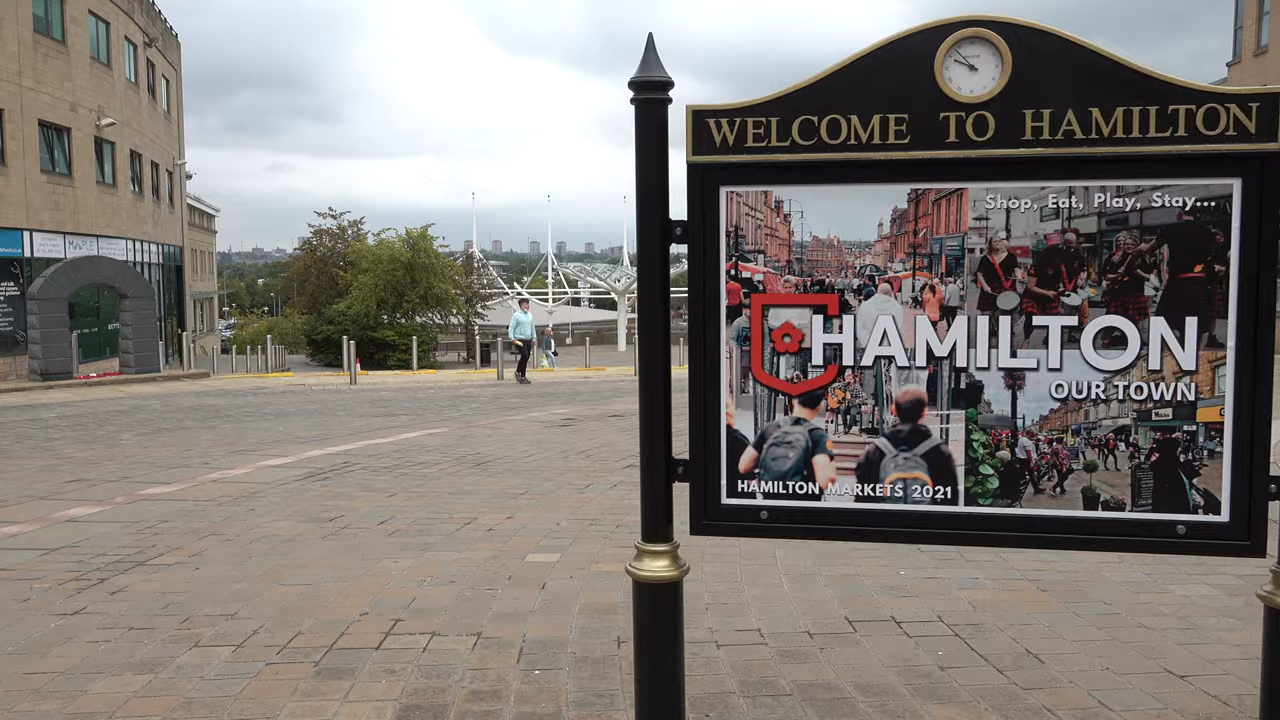 WELCOME TO HAMILTON
Shop, Eat, Play, Stay...
HAMILTON
OUR TOWN
HAMILTON MARKETS 2021